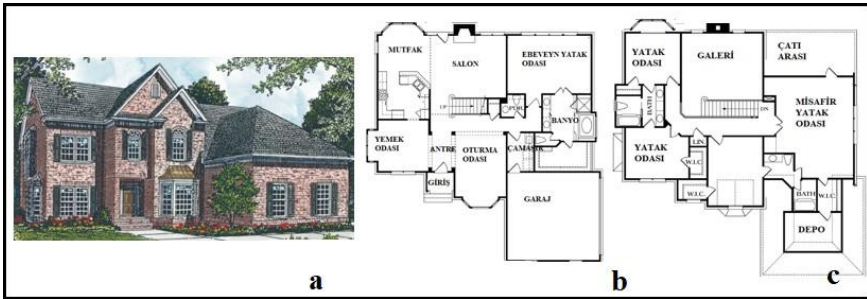 MUTFAK
SALON
EBEVEYN YATAK
ODASI
UP
BANYO
YEMEK
ODASI
ANTRE
OTURMA
ODASI
GİRİŞ
GARAJ
YATAK
ODASI
GALERİ
ÇATI
ARASI
BATH
DN
MİSAFİR
YATAK
ODASI
YATAK
ODASI
LIN
W.I.C
W.I.C.
BATH
W.I.C.
DEPO
a
b
c